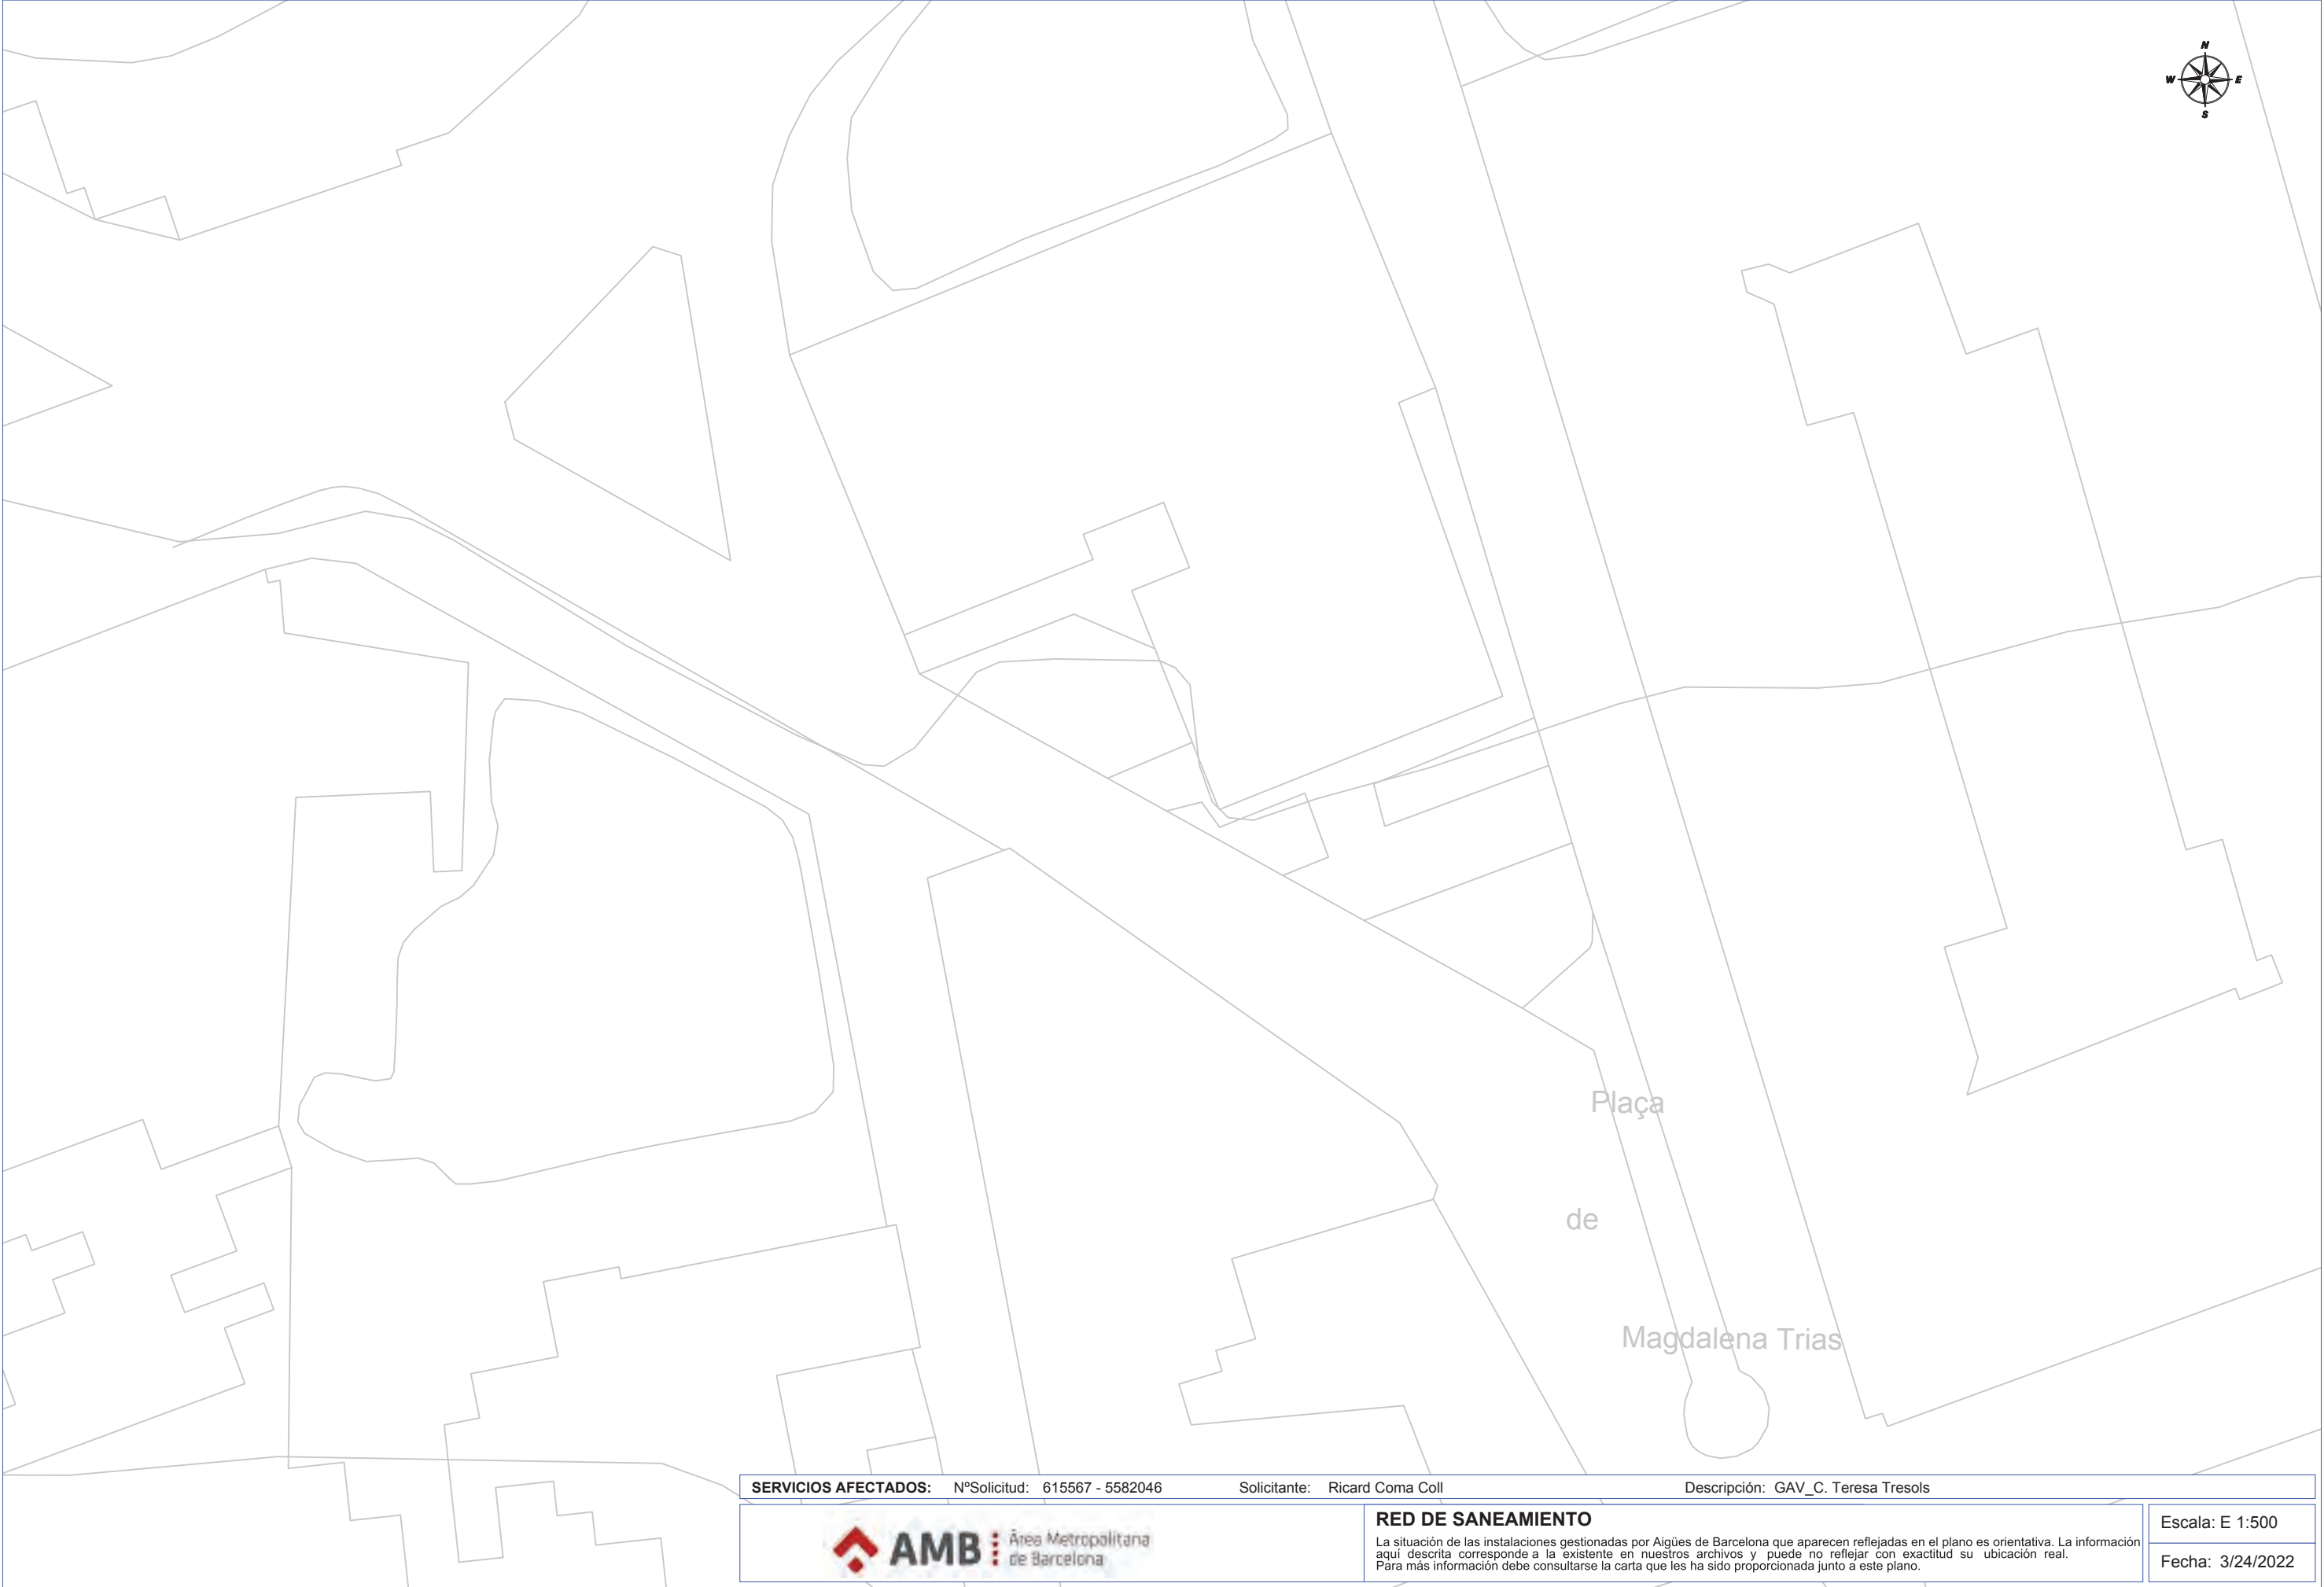 N
W E
S
Plaça
de
Magdalena Trias
SERVICIOS AFECTADOS: NºSolicitud: 615567 - 5582046 Solicitante: Ricard Coma Coll Descripción: GAV_C. Teresa Tresols
AMB Àrea Metropolitana
de Barcelona
RED DE SANEAMIENTO
La situación de las instalaciones gestionadas por Aigües de Barcelona que aparecen reflejadas en el plano es orientativa. La información
aquí descrita corresponde a la existente en nuestros archivos y puede no reflejar con exactitud su ubicación real.
Para más información debe consultarse la carta que les ha sido proporcionada junto a este plano.
Escala: E 1:500
Fecha: 3/24/2022